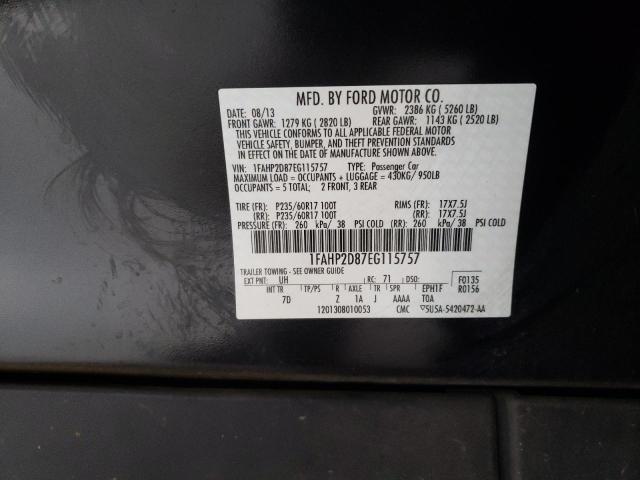 MFD. BY FORD MOTOR CO.
DATE: 08/13 GVWR: 2386 KG ( 5260 LB)
FRONT GAWR: 1279 KG ( 2820 LB) REAR GAWR: 1143 KG ( 2520 LB)
THIS VEHICLE CONFORMS TO ALL APPLICABLE FEDERAL MOTOR
VEHICLE SAFETY, BUMPER, AND THEFT PREVENTION STANDARDS
IN EFFECT ON THE DATE OF MANUFACTURE SHOWN ABOVE.
VIN: 1FAHP2D87EG115757 TYPE: Passenger Car
MAXIMUM LOAD = OCCUPANTS + LUGGAGE = 430KG/ 950LB
OCCUPANTS = 5 TOTAL; 2 FRONT, 3 REAR
TIRE (FR): P235/60R17 100T RIMS (FR): 17X7.5J
(RR): P235/60R17 100T (RR): 17X7.5J
PRESSURE (FR): 260 kPa/ 38 PSI COLD (RR): 260 kPa/ 38 PSI COLD
1FAHP2D87EG115757
TRAILER TOWING - SEE OWNER GUIDE
EXT PNT: UH RC: 71 DSO: F0135
INT TR TP/PS R AXLE TR SPR EPH1F R0156
7D Z 1A J AAAA TOA
1201308010053 CMC 5U5A-5420472-AA